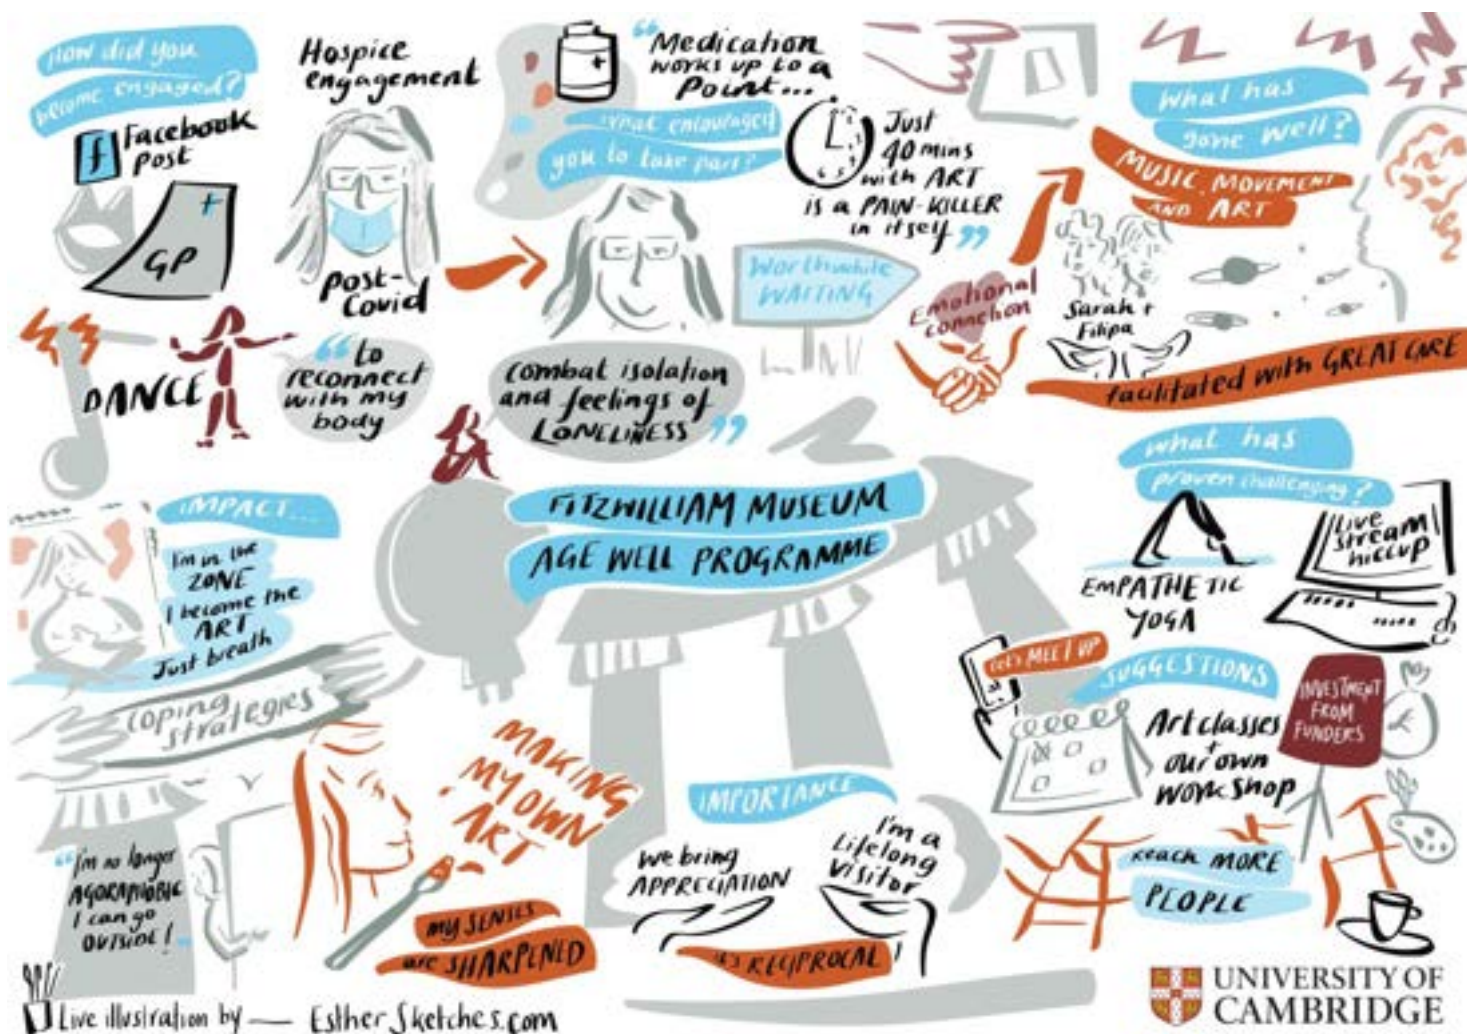 How did you
become engaged?
Facebook
Post
GP
Hospice
engagement
Post-
Covid
DANCE
"to
reconnect
with my
body
"Medication
works up to a
Point...
What encouraged
you to take part?
Just
40 mins
with ART
is a PAIN-KILLER
in itself"
Worthwhile
WAITING
combat isolation
and feelings of
LONELINESS"
Emotional
connection
What has
gone well?
MUSIC, MOVEMENT
AND ART
Sarah +
Filipa
facilitated with GREAT CARE
FITZWILLIAM MUSEUM
AGE WELL PROGRAMME
IMPACT...
I'm in the
ZONE
I become the
ART
Just breath
coping
strategies
"I'm no longer
AGORAPHOBIC
I can go
OUTSIDE!"
MAKING
MY OWN
ART
my SENSES
are SHARPENED
IMPORTANCE
we bring
APPRECIATION
I'm a
Lifelong
Visitor
it's RECIPROCAL!
What has
proven challenging?
EMPATHETIC
YOGA
Live
stream
hiccup
Let's MEET UP
SUGGESTIONS
Art classes
+
our own
workshop
INVESTMENT
FROM
FUNDERS
Reach MORE
PEOPLE
Live illustration by — EstherSketches.com
UNIVERSITY OF
CAMBRIDGE